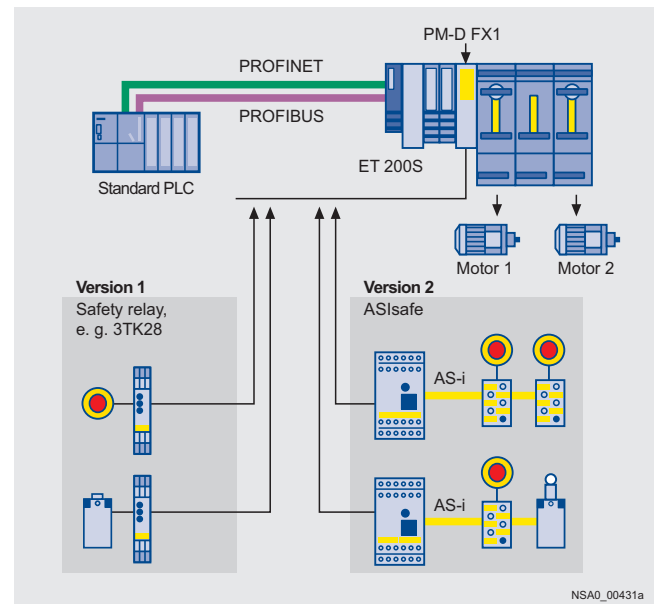 PM-D FX1
PROFINET
PROFIBUS
ET 200S
Standard PLC
Motor 1
Motor 2
Version 1
Safety relay,
e. g. 3TK28
Version 2
ASIsafe
AS-i
AS-i
NSA0_00431a